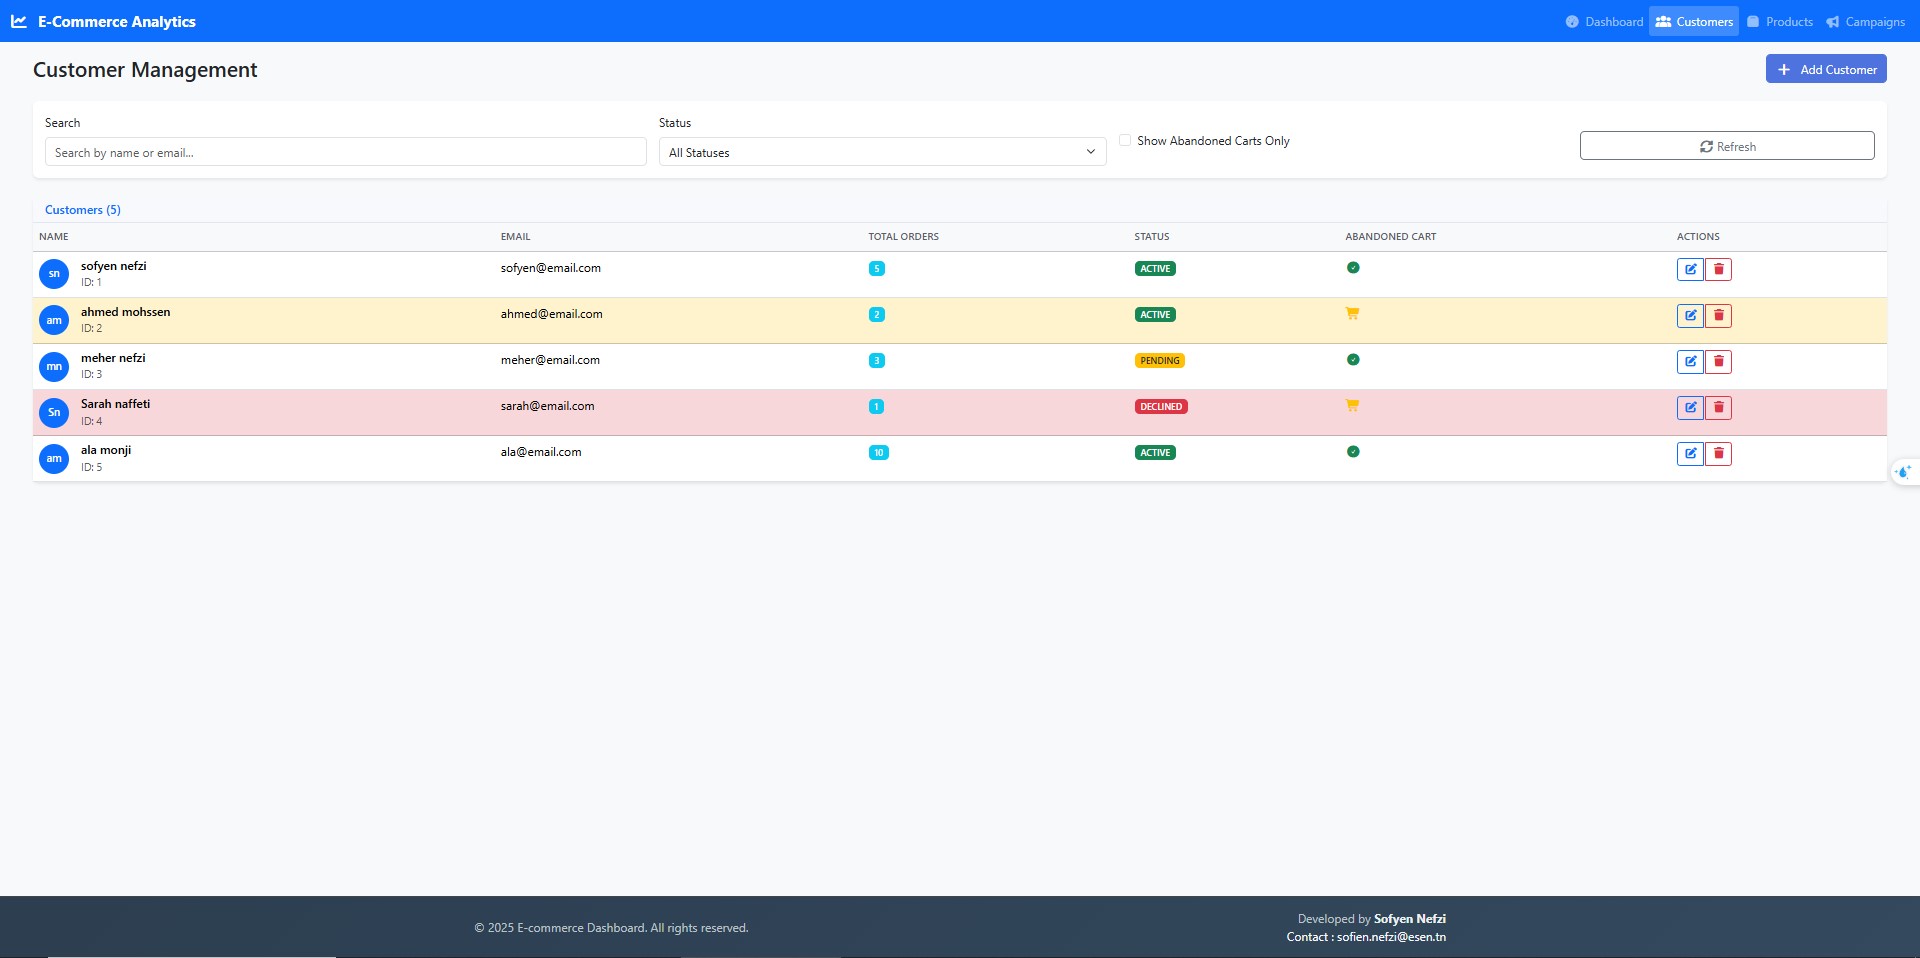 E-Commerce Analytics
Dashboard Customers Products Campaigns
Customer Management
Add Customer
Search Status
Search by name or email...
All Statuses
Show Abandoned Carts Only
Refresh
Customers (5)
NAME EMAIL TOTAL ORDERS STATUS ABANDONED CART ACTIONS
sn sofyen nefzi sofyen@email.com 5 ACTIVE
ID: 1
am ahmed mohssen ahmed@email.com 2 ACTIVE
ID: 2
mn meher nefzi meher@email.com 3 PENDING
ID: 3
Sn Sarah naffeti sarah@email.com 1 DECLINED
ID: 4
am ala monji ala@email.com 10 ACTIVE
ID: 5
© 2025 E-commerce Dashboard. All rights reserved.
Developed by Sofyen Nefzi
Contact : sofien.nefzi@esen.tn